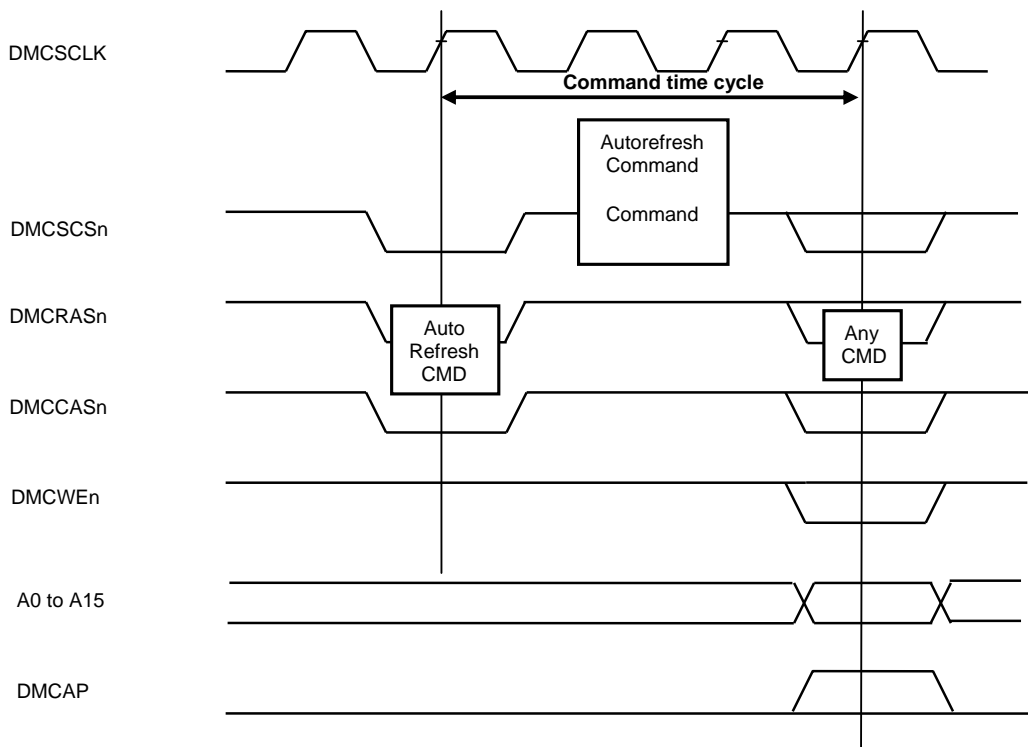 DMCSCLK
Command time cycle
Autorefresh
Command
Command
DMCSCSn
DMCRASn
Auto
Refresh
CMD
Any
CMD
DMCCASn
DMCWEn
A0 to A15
DMCAP